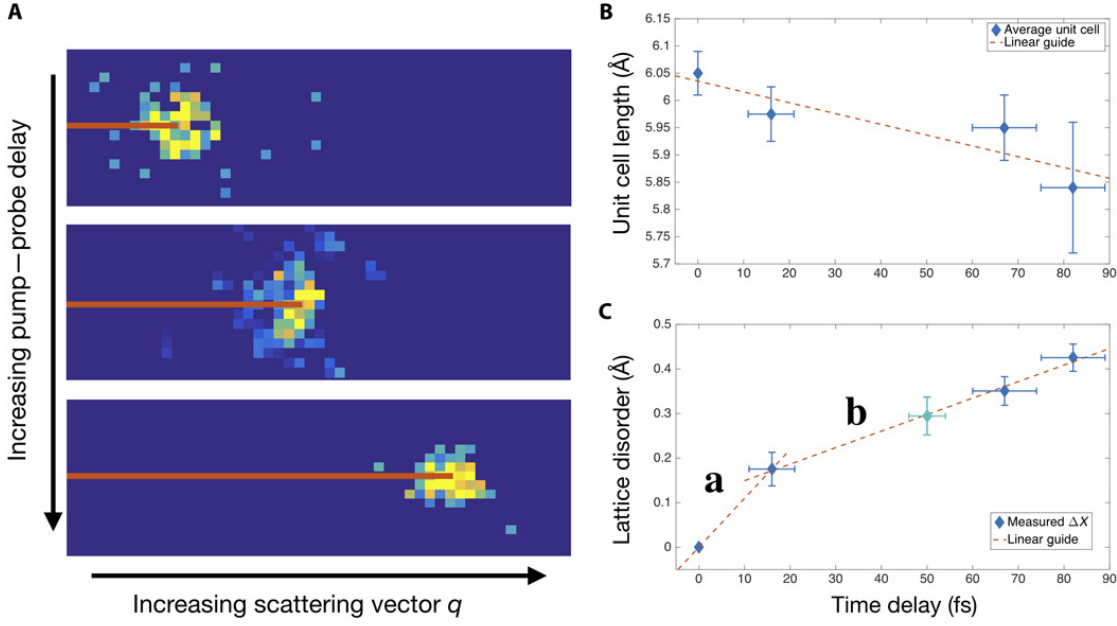 A
Increasing pump—probe delay
Increasing scattering vector q
B
Unit cell length (Å)
6.15
6.1
6.05
6
5.95
5.9
5.85
5.8
5.75
5.7
Average unit cell
Linear guide
0 10 20 30 40 50 60 70 80 90
C
Lattice disorder (Å)
0.5
0.4
0.3
0.2
0.1
0
a
b
Measured ΔX
Linear guide
0 10 20 30 40 50 60 70 80 90
Time delay (fs)